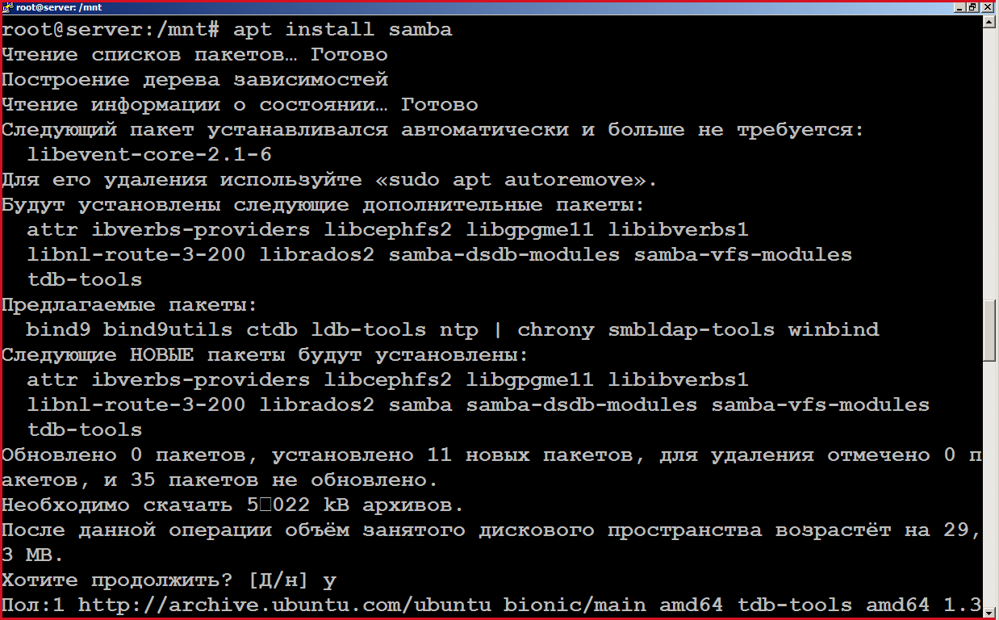 root@server: /mnt
root@server:/mnt# apt install samba
Чтение списков пакетов… Готово
Построение дерева зависимостей
Чтение информации о состоянии… Готово
Следующий пакет устанавливался автоматически и больше не требуется:
  libevent-core-2.1-6
Для его удаления используйте «sudo apt autoremove».
Будут установлены следующие дополнительные пакеты:
  attr ibverbs-providers libcephfs2 libgpgme11 libibverbs1
  libnl-route-3-200 librados2 samba-dsdb-modules samba-vfs-modules
  tdb-tools
Предлагаемые пакеты:
  bind9 bind9utils ctdb ldb-tools ntp | chrony smbldap-tools winbind
Следующие НОВЫЕ пакеты будут установлены:
  attr ibverbs-providers libcephfs2 libgpgme11 libibverbs1
  libnl-route-3-200 librados2 samba samba-dsdb-modules samba-vfs-modules
  tdb-tools
Обновлено 0 пакетов, установлено 11 новых пакетов, для удаления отмечено 0 п
акетов, и 35 пакетов не обновлено.
Необходимо скачать 5□022 kB архивов.
После данной операции объём занятого дискового пространства возрастёт на 29,
3 MB.
Хотите продолжить? [Д/н] y
Пол:1 http://archive.ubuntu.com/ubuntu bionic/main amd64 tdb-tools amd64 1.3